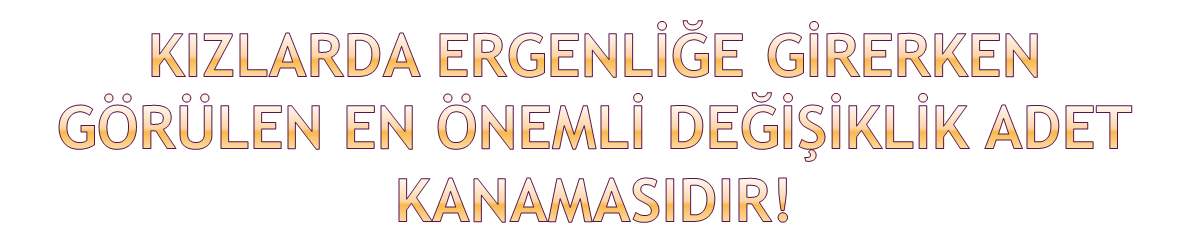 KIZLARDA ERGENLİĞE GİRERKEN
GÖRÜLEN EN ÖNEMLİ DEĞİŞİKLİK ADET
KANAMASIDIR!